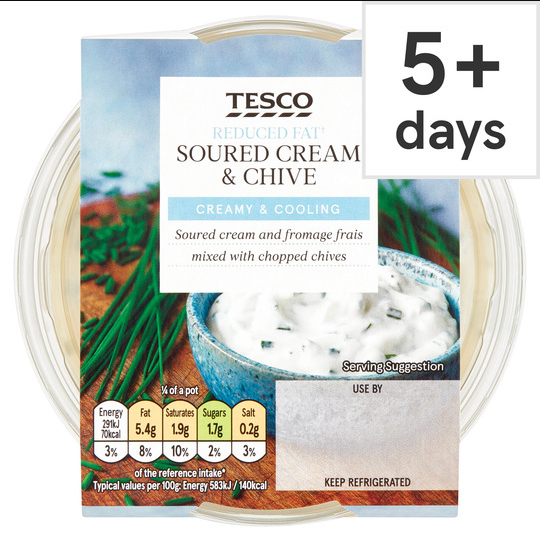 5+
days
TESCO
REDUCED FAT†
SOURED CREAM
& CHIVE
CREAMY & COOLING
Soured cream and fromage frais
mixed with chopped chives
Serving Suggestion
¼ of a pot
Energy
291kJ
70kcal
3%
Fat
5.4g
8%
Saturates
1.9g
10%
Sugars
1.7g
2%
Salt
0.2g
3%
of the reference intake*
Typical values per 100g: Energy 583kJ / 140kcal
USE BY
KEEP REFRIGERATED